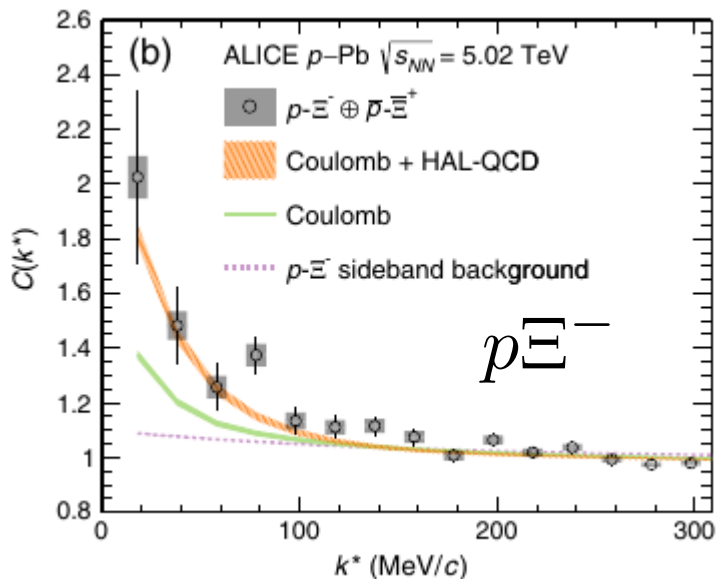 (b) ALICE p–Pb √s_NN = 5.02 TeV
p-Ξ⁻ ⊕ p̅-Ξ̅⁺
Coulomb + HAL-QCD
Coulomb
p-Ξ⁻ sideband background
pΞ⁻
C(k*)
2.6
2.4
2.2
2
1.8
1.6
1.4
1.2
1
0.8
0 100 200 300
k* (MeV/c)